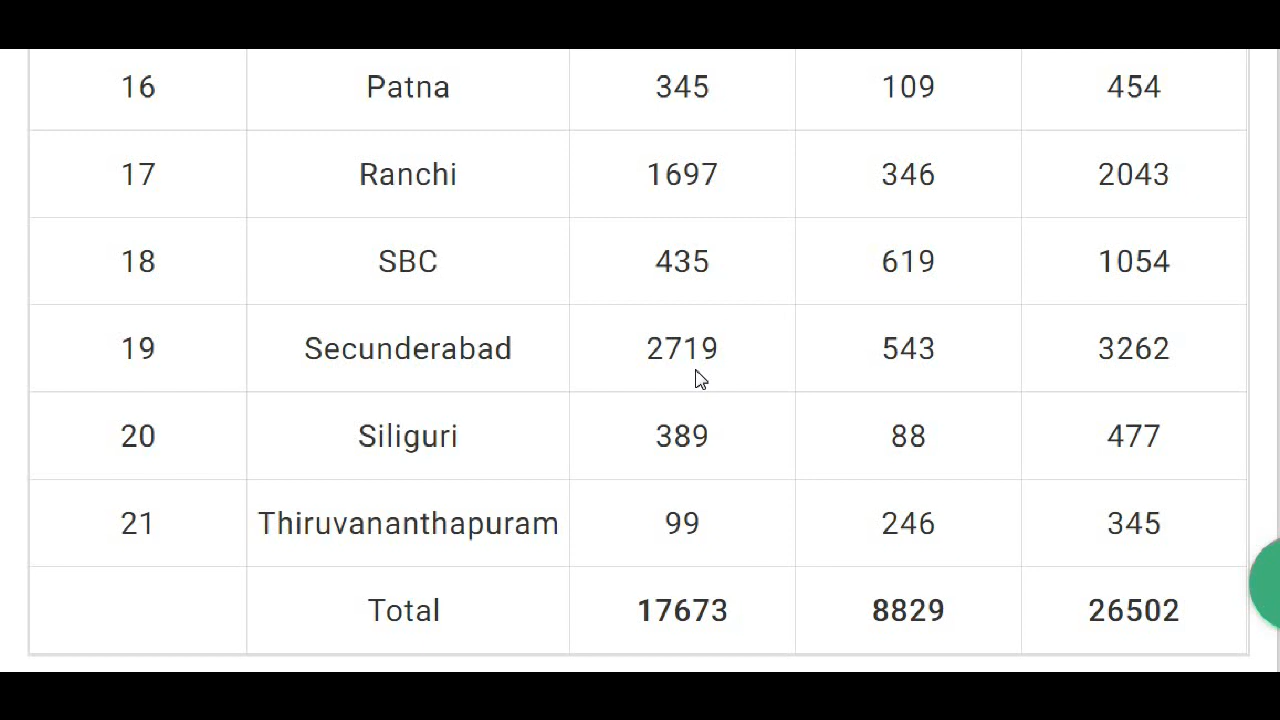 16 Patna 345 109 454
17 Ranchi 1697 346 2043
18 SBC 435 619 1054
19 Secunderabad 2719 543 3262
20 Siliguri 389 88 477
21 Thiruvananthapuram 99 246 345
Total 17673 8829 26502